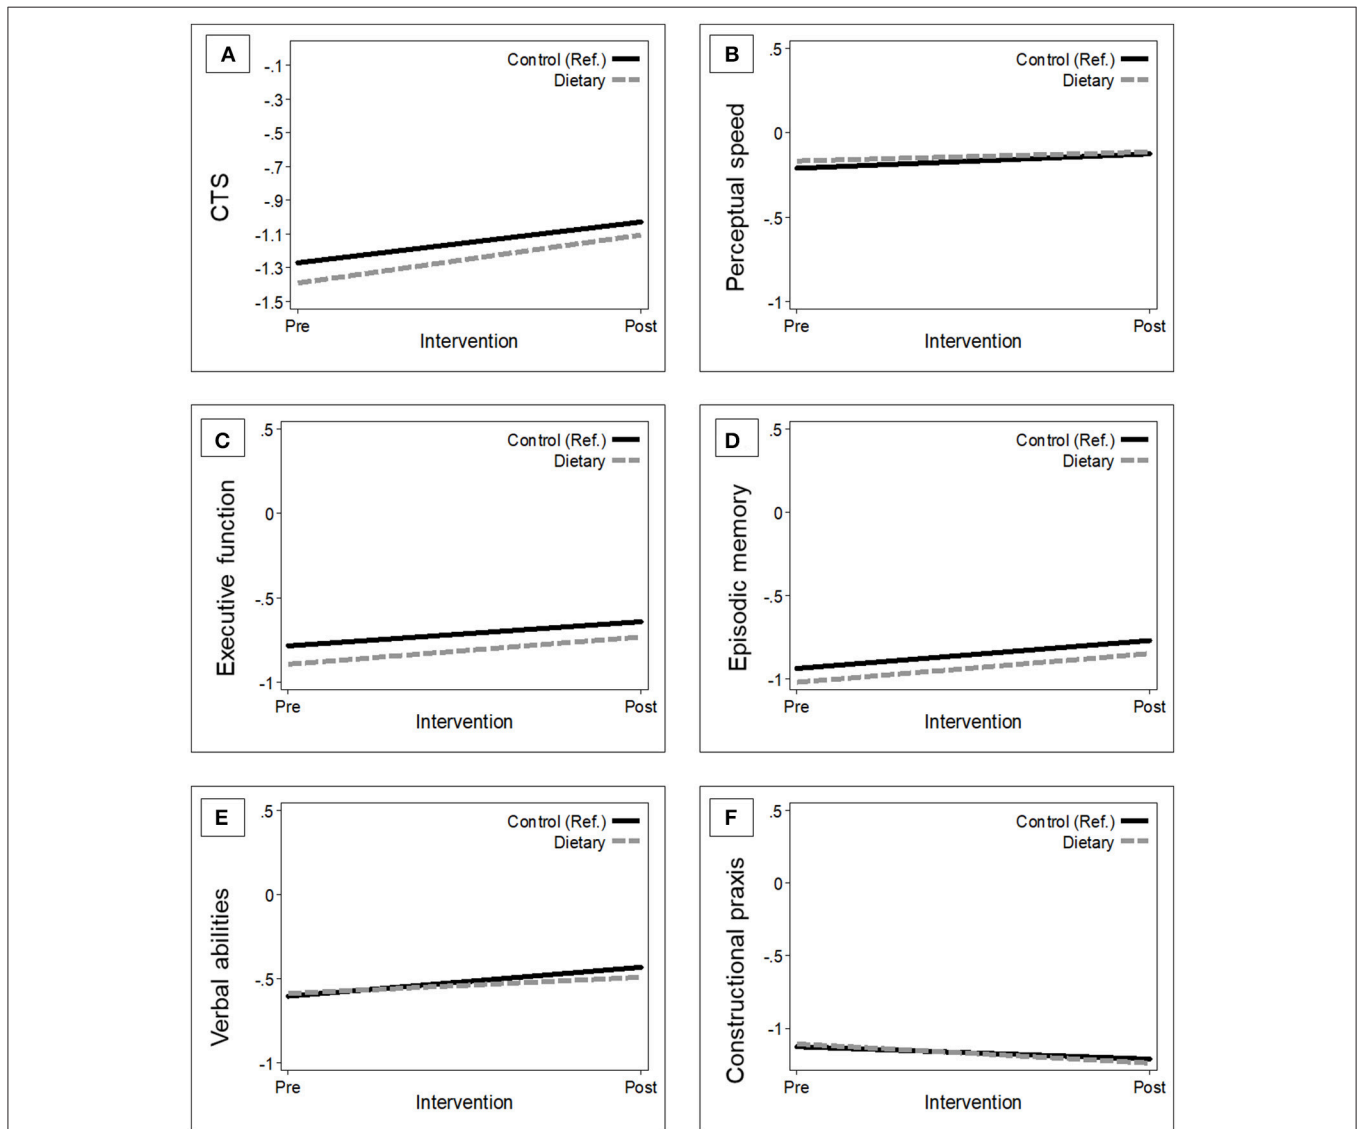 A
Control (Ref.)
Dietary
-.1
-.3
-.5
-.7
-.9
-1.1
-1.3
-1.5
CTS
Pre
Post
Intervention
B
Control (Ref.)
Dietary
.5
0
-.5
-1
Perceptual speed
Pre
Post
Intervention
C
Control (Ref.)
Dietary
.5
0
-.5
-1
Executive function
Pre
Post
Intervention
D
Control (Ref.)
Dietary
.5
0
-.5
-1
Episodic memory
Pre
Post
Intervention
E
Control (Ref.)
Dietary
.5
0
-.5
-1
Verbal abilities
Pre
Post
Intervention
F
Control (Ref.)
Dietary
.5
0
-.5
-1
Constructional praxis
Pre
Post
Intervention